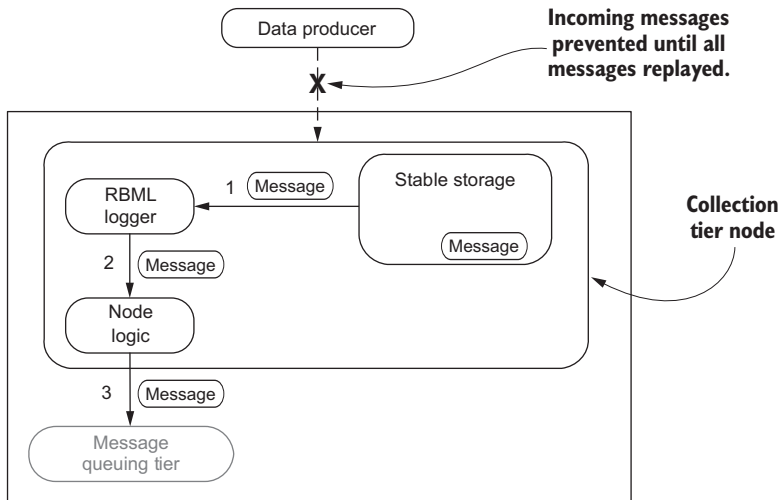 Data producer
Incoming messages
prevented until all
messages replayed.
X
1
Message
RBML
logger
Stable storage
Message
Collection
tier node
2
Message
Node
logic
3
Message
Message
queuing tier